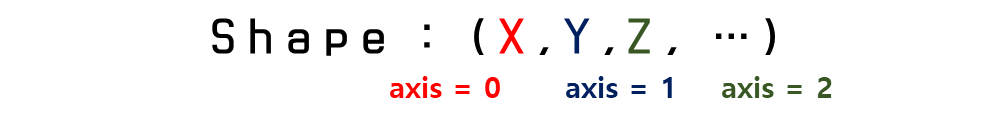 Shape : (X,Y,Z, ⋯)
axis = 0 axis = 1 axis = 2